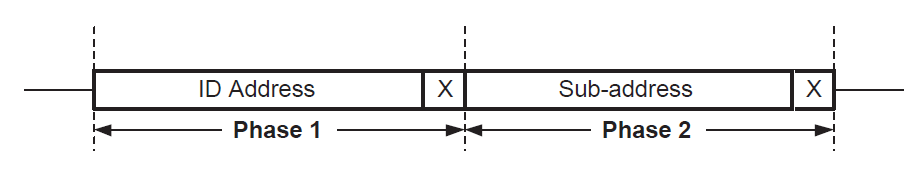 ID Address X Sub-address X
Phase 1 Phase 2